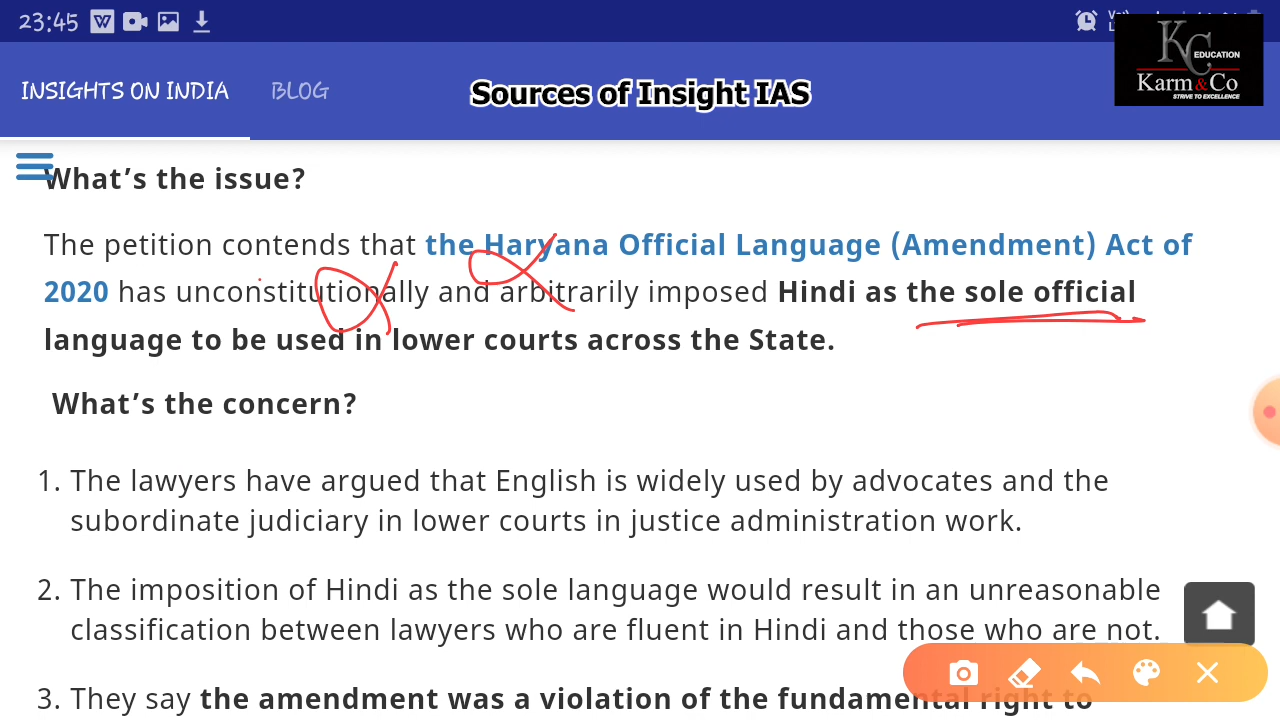 23:45
KC EDUCATION
Karm&Co
STRIVE TO EXCELLENCE
INSIGHTS ON INDIA BLOG Sources of Insight IAS
What’s the issue?
The petition contends that the Haryana Official Language (Amendment) Act of
2020 has unconstitutionally and arbitrarily imposed Hindi as the sole official
language to be used in lower courts across the State.
What’s the concern?
1. The lawyers have argued that English is widely used by advocates and the
subordinate judiciary in lower courts in justice administration work.
2. The imposition of Hindi as the sole language would result in an unreasonable
classification between lawyers who are fluent in Hindi and those who are not.
3. They say the amendment was a violation of the fundamental right to